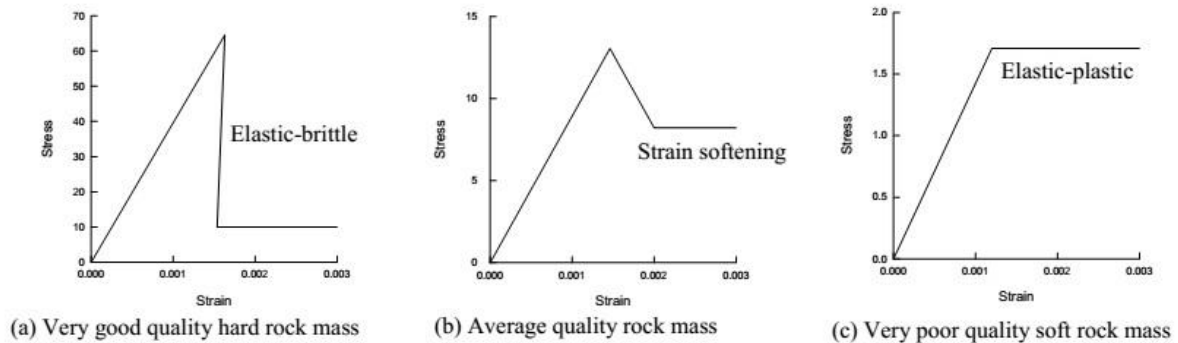 70
60
50
40
30
20
10
0
Stress
Elastic-brittle
0.000
0.001
0.002
0.003
Strain
(a) Very good quality hard rock mass
15
10
5
0
Stress
Strain softening
0.000
0.001
0.002
0.003
Strain
(b) Average quality rock mass
2.0
1.5
1.0
0.5
0.0
Stress
Elastic-plastic
0.000
0.001
0.002
0.003
Strain
(c) Very poor quality soft rock mass